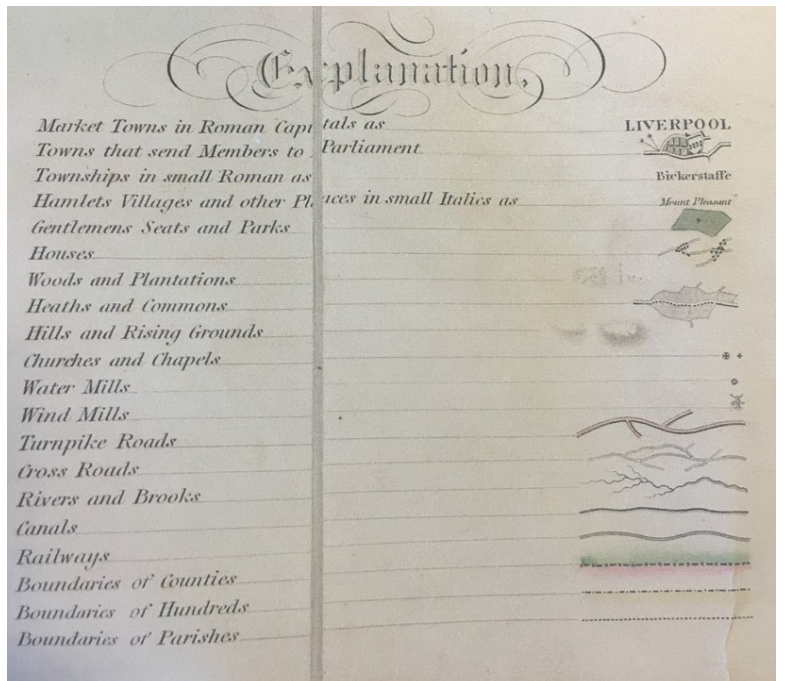 Explanation.
Market Towns in Roman Capitals as LIVERPOOL
Towns that send Members to Parliament
Townships in small Roman as Bickerstaffe
Hamlets Villages and other Places in small Italics as Mount Pleasant
Gentlemens Seats and Parks
Houses
Woods and Plantations
Heaths and Commons
Hills and Rising Grounds
Churches and Chapels
Water Mills
Wind Mills
Turnpike Roads
Cross Roads
Rivers and Brooks
Canals
Railways
Boundaries of Counties
Boundaries of Hundreds
Boundaries of Parishes